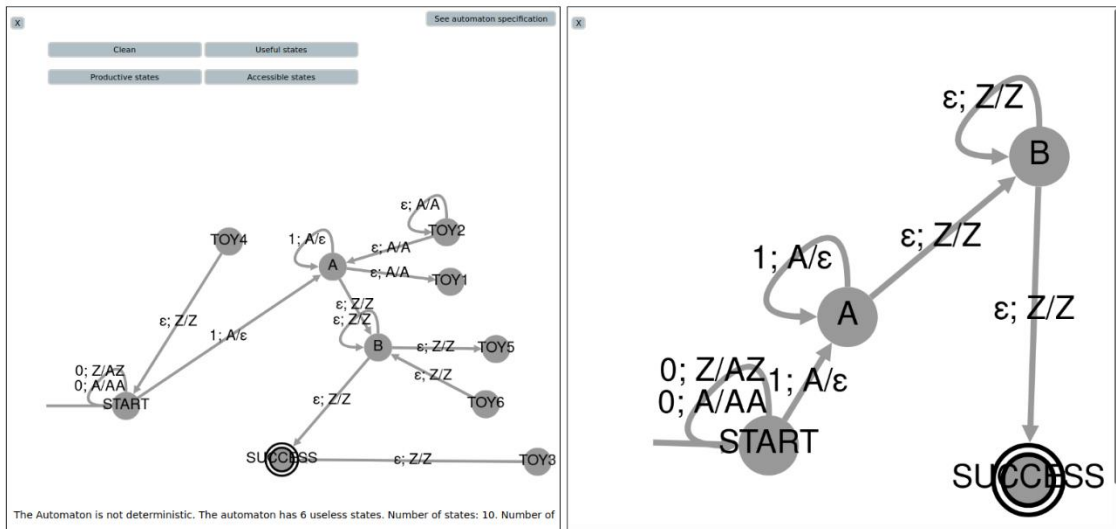 X
See automaton specification
Clean
Useful states
Productive states
Accessible states
ε; A/A
TOY4
TOY2
1; A/ε
ε; A/A
A
ε; A/A
TOY1
ε; Z/Z
ε; Z/Z
ε; Z/Z
1; A/ε
B
ε; Z/Z
TOY5
0; Z/AZ
ε; Z/Z
0; A/AA
START
TOY6
ε; Z/Z
SUCCESS
ε; Z/Z
TOY3
The Automaton is not deterministic. The automaton has 6 useless states. Number of states: 10. Number of
X
ε; Z/Z
B
ε; Z/Z
1; A/ε
ε; Z/Z
A
0; Z/AZ
1; A/ε
0; A/AA
START
SUCCESS